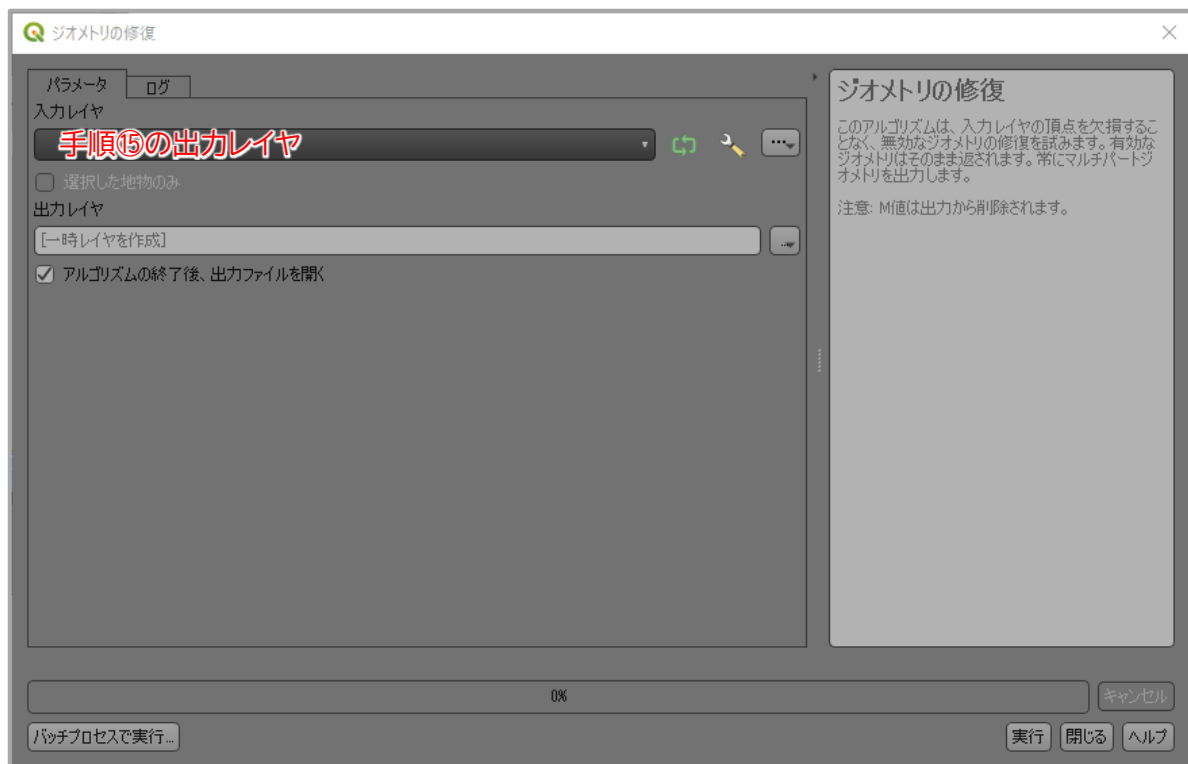 ジオメトリの修復
パラメータ
ログ
入力レイヤ
手順⑮の出力レイヤ
選択した地物のみ
出力レイヤ
[一時レイヤを作成]
アルゴリズムの終了後、出力ファイルを開く
ジオメトリの修復
このアルゴリズムは、入力レイヤの頂点を欠損するこ
となく、無効なジオメトリの修復を試みます。有効な
ジオメトリはそのまま返されます。常にマルチパートジ
オメトリを出力します。
注意: M値は出力から削除されます。
0%
キャンセル
バッチプロセスで実行...
実行
閉じる
ヘルプ